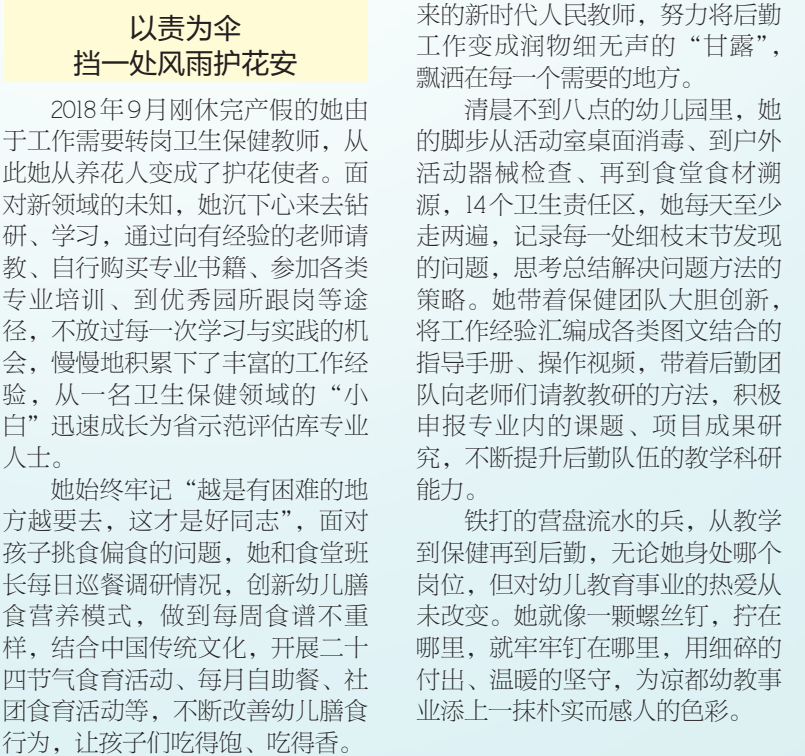 以责为伞
挡一处风雨护花安
2018年9月刚休完产假的她由
于工作需要转岗卫生保健教师，从
此她从养花人变成了护花使者。面
对新领域的未知，她沉下心来去钻
研、学习，通过向有经验的老师请
教、自行购买专业书籍、参加各类
专业培训、到优秀园所跟岗等途
径，不放过每一次学习与实践的机
会，慢慢地积累下了丰富的工作经
验，从一名卫生保健领域的“小
白”迅速成长为省示范评估库专业
人士。
她始终牢记“越是有困难的地
方越要去，这才是好同志”，面对
孩子挑食偏食的问题，她和食堂班
长每日巡餐调研情况，创新幼儿膳
食营养模式，做到每周食谱不重
样，结合中国传统文化，开展二十
四节气食育活动、每月自助餐、社
团食育活动等，不断改善幼儿膳食
行为，让孩子们吃得饱、吃得香。
来的新时代人民教师，努力将后勤
工作变成润物细无声的“甘露”，
飘洒在每一个需要的地方。
清晨不到八点的幼儿园里，她
的脚步从活动室桌面消毒、到户外
活动器械检查、再到食堂食材溯
源，14个卫生责任区，她每天至少
走两遍，记录每一处细枝末节发现
的问题，思考总结解决问题方法的
策略。她带着保健团队大胆创新，
将工作经验汇编成各类图文结合的
指导手册、操作视频，带着后勤团
队向老师们请教教研的方法，积极
申报专业内的课题、项目成果研
究，不断提升后勤队伍的教学科研
能力。
铁打的营盘流水的兵，从教学
到保健再到后勤，无论她身处哪个
岗位，但对幼儿教育事业的热爱从
未改变。她就像一颗螺丝钉，拧在
哪里，就牢牢钉在哪里，用细碎的
付出、温暖的坚守，为凉都幼教事
业添上一抹朴实而感人的色彩。